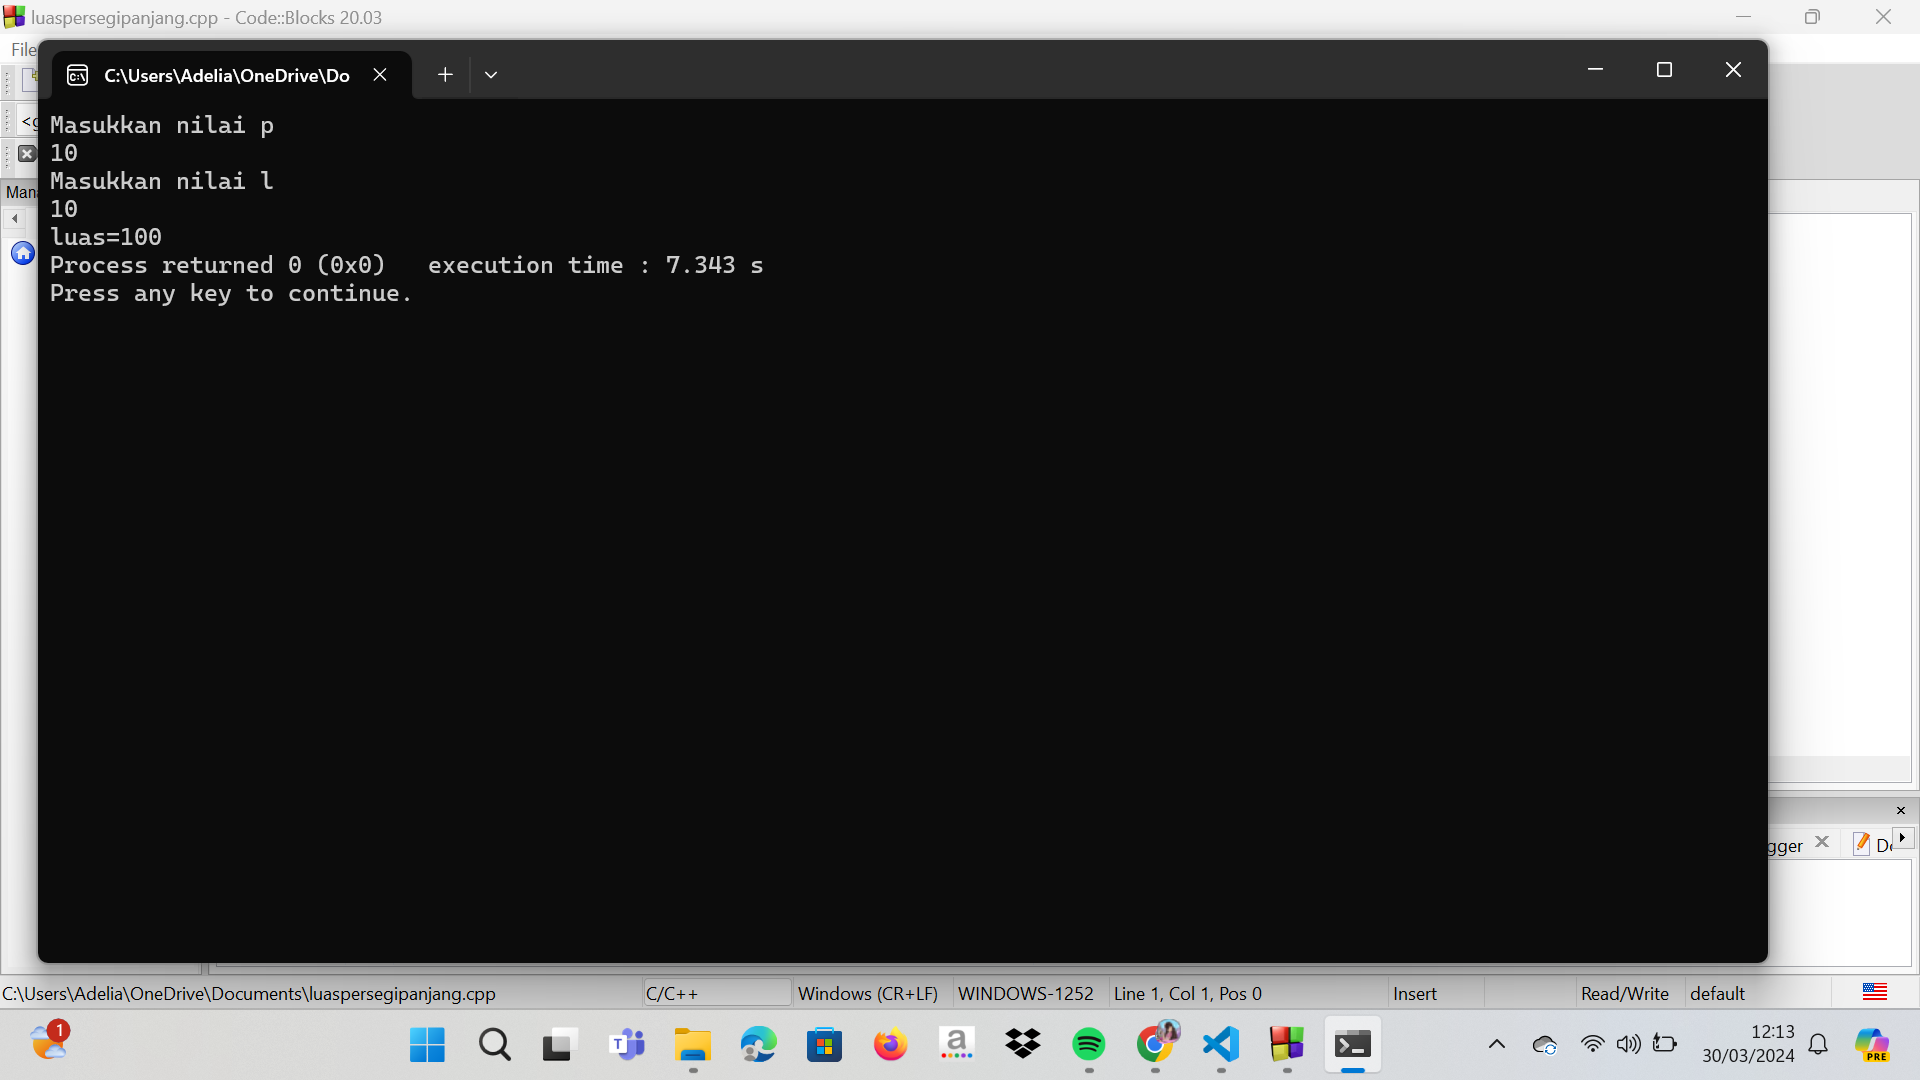 luaspersegipanjang.cpp - Code::Blocks 20.03
File
C:\Users\Adelia\OneDrive\Do
<g
Mana
Masukkan nilai p
10
Masukkan nilai l
10
luas=100
Process returned 0 (0x0)   execution time : 7.343 s
Press any key to continue.
gger
C:\Users\Adelia\OneDrive\Documents\luaspersegipanjang.cpp
C/C++
Windows (CR+LF)
WINDOWS-1252
Line 1, Col 1, Pos 0
Insert
Read/Write
default
1
12:13
30/03/2024
PRE